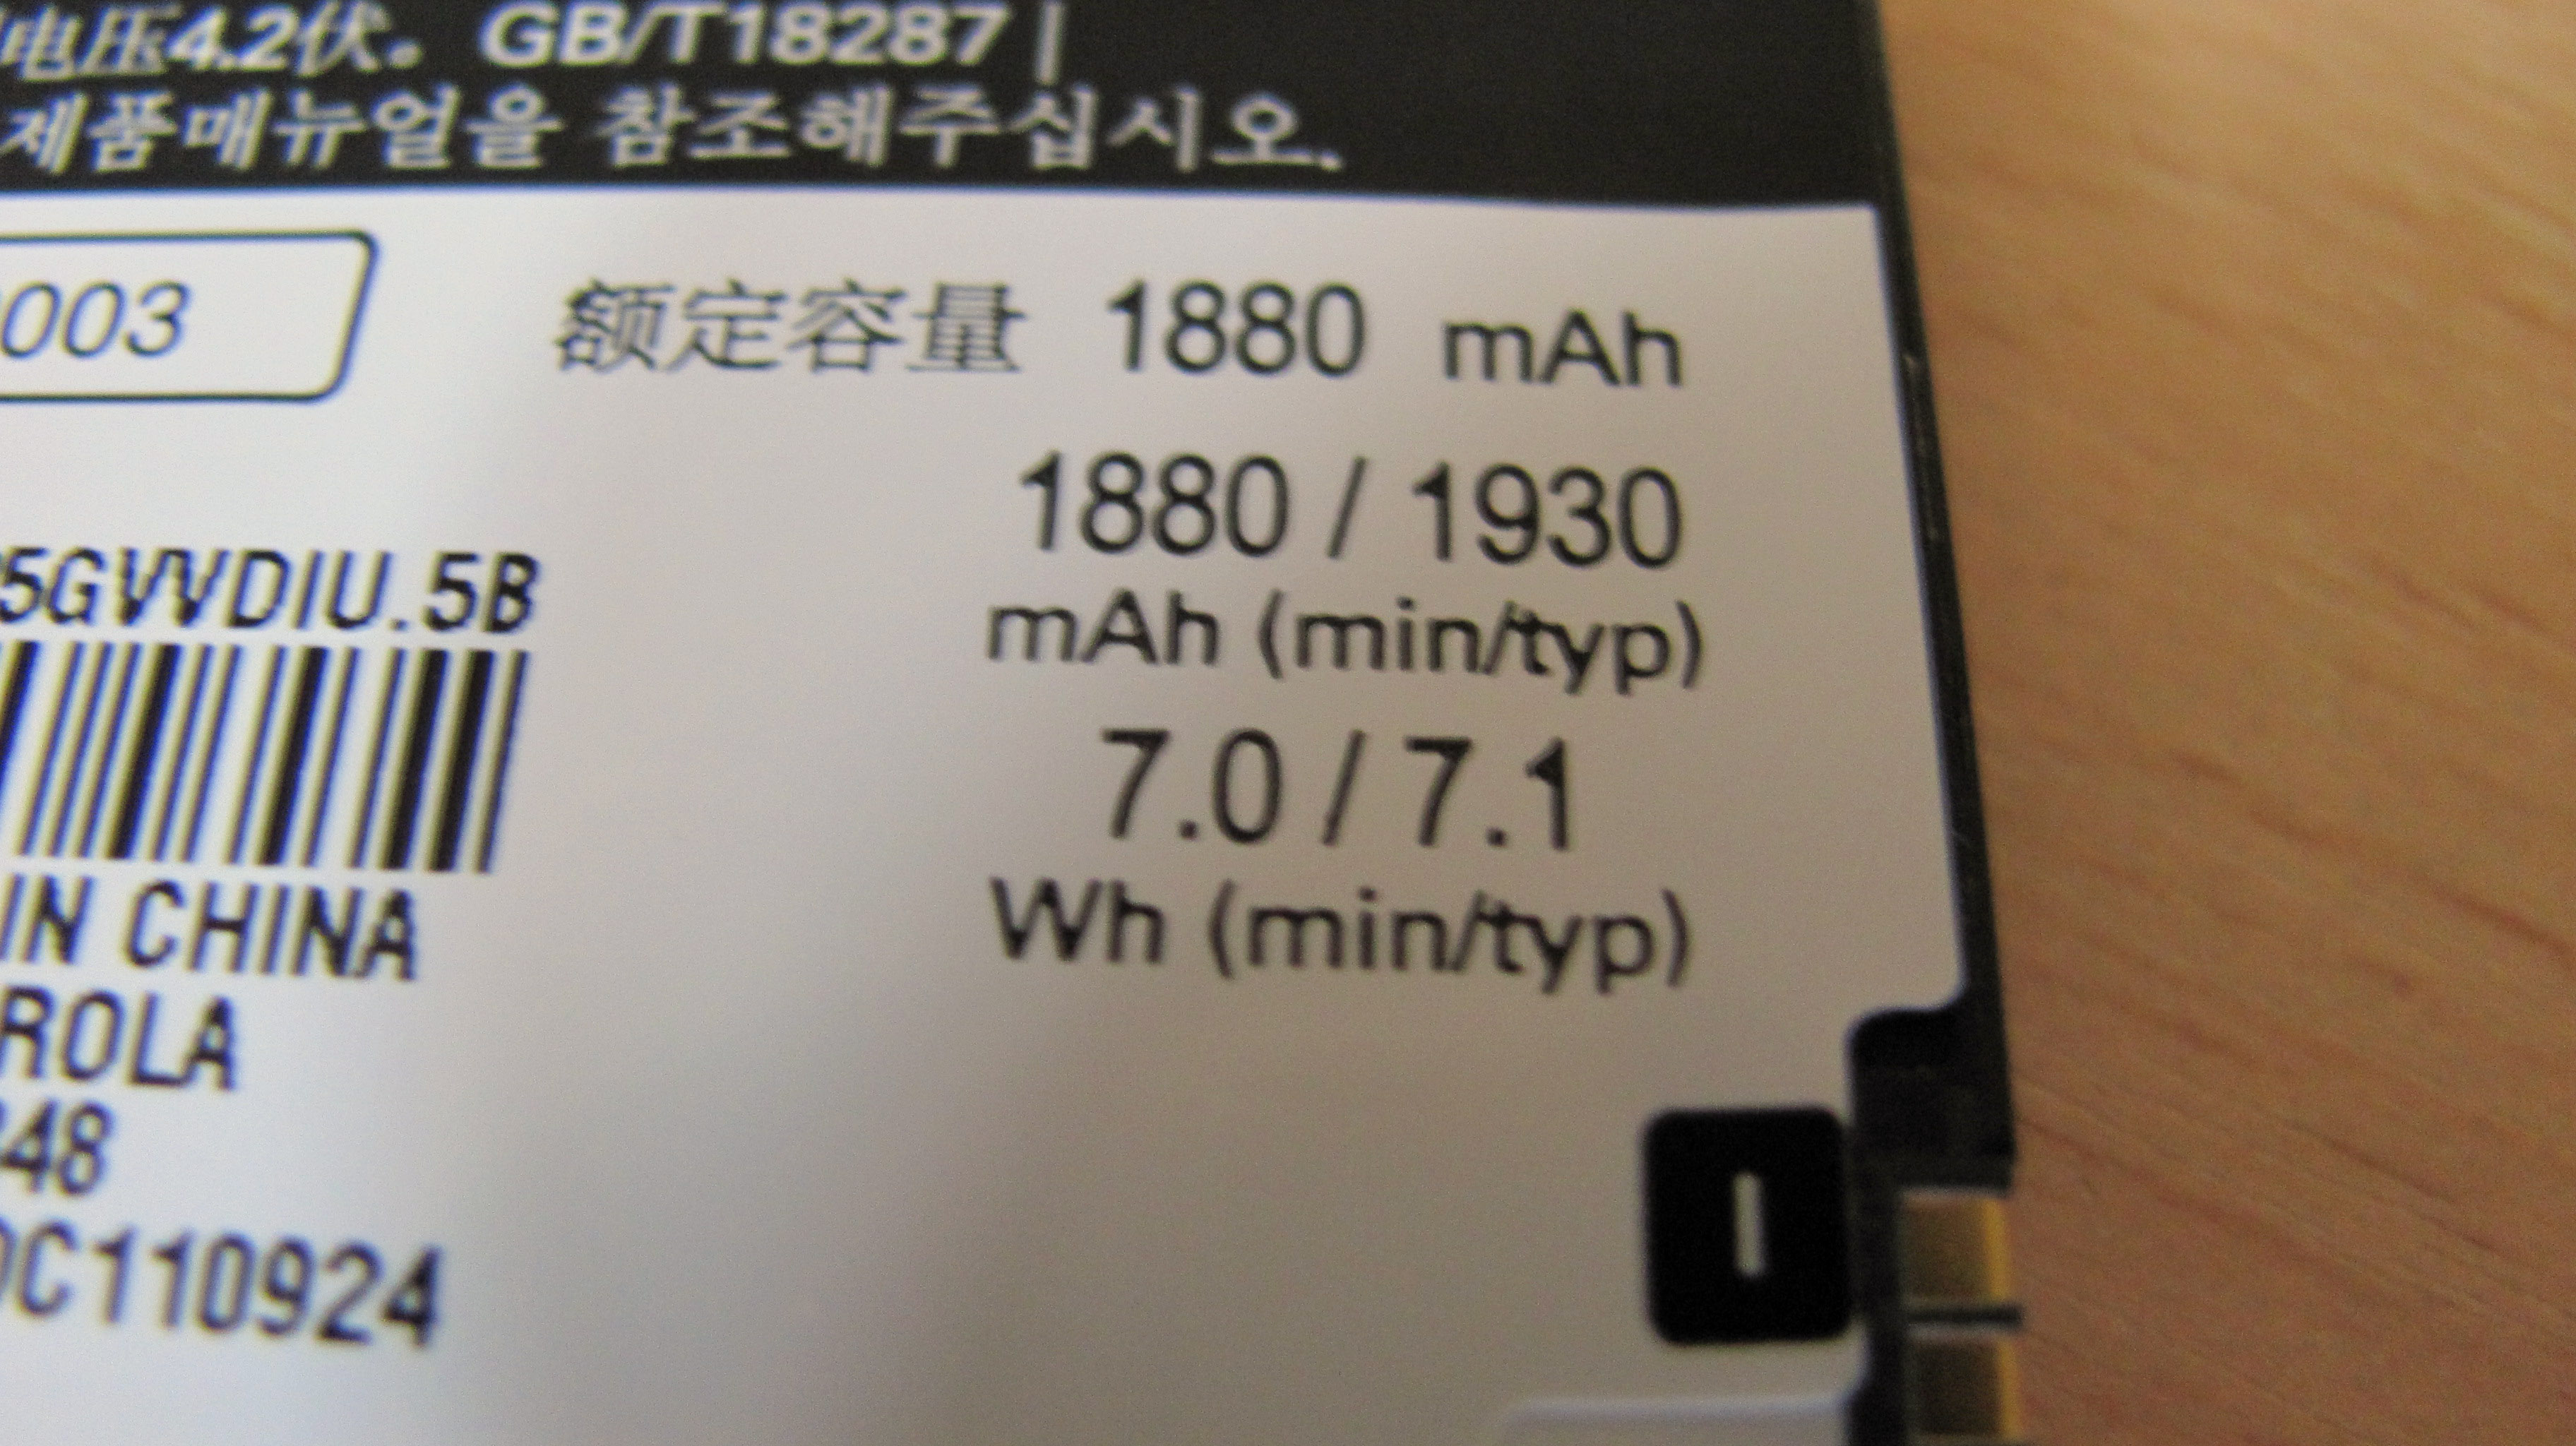 电压4.2伏。 GB/T18287 |
제품매뉴얼을 참조해주십시오.
003
额定容量 1880 mAh
1880 / 1930
mAh (min/typ)
7.0 / 7.1
Wh (min/typ)
5GVVDIU.5B
IN CHINA
ROLA
48
DC110924